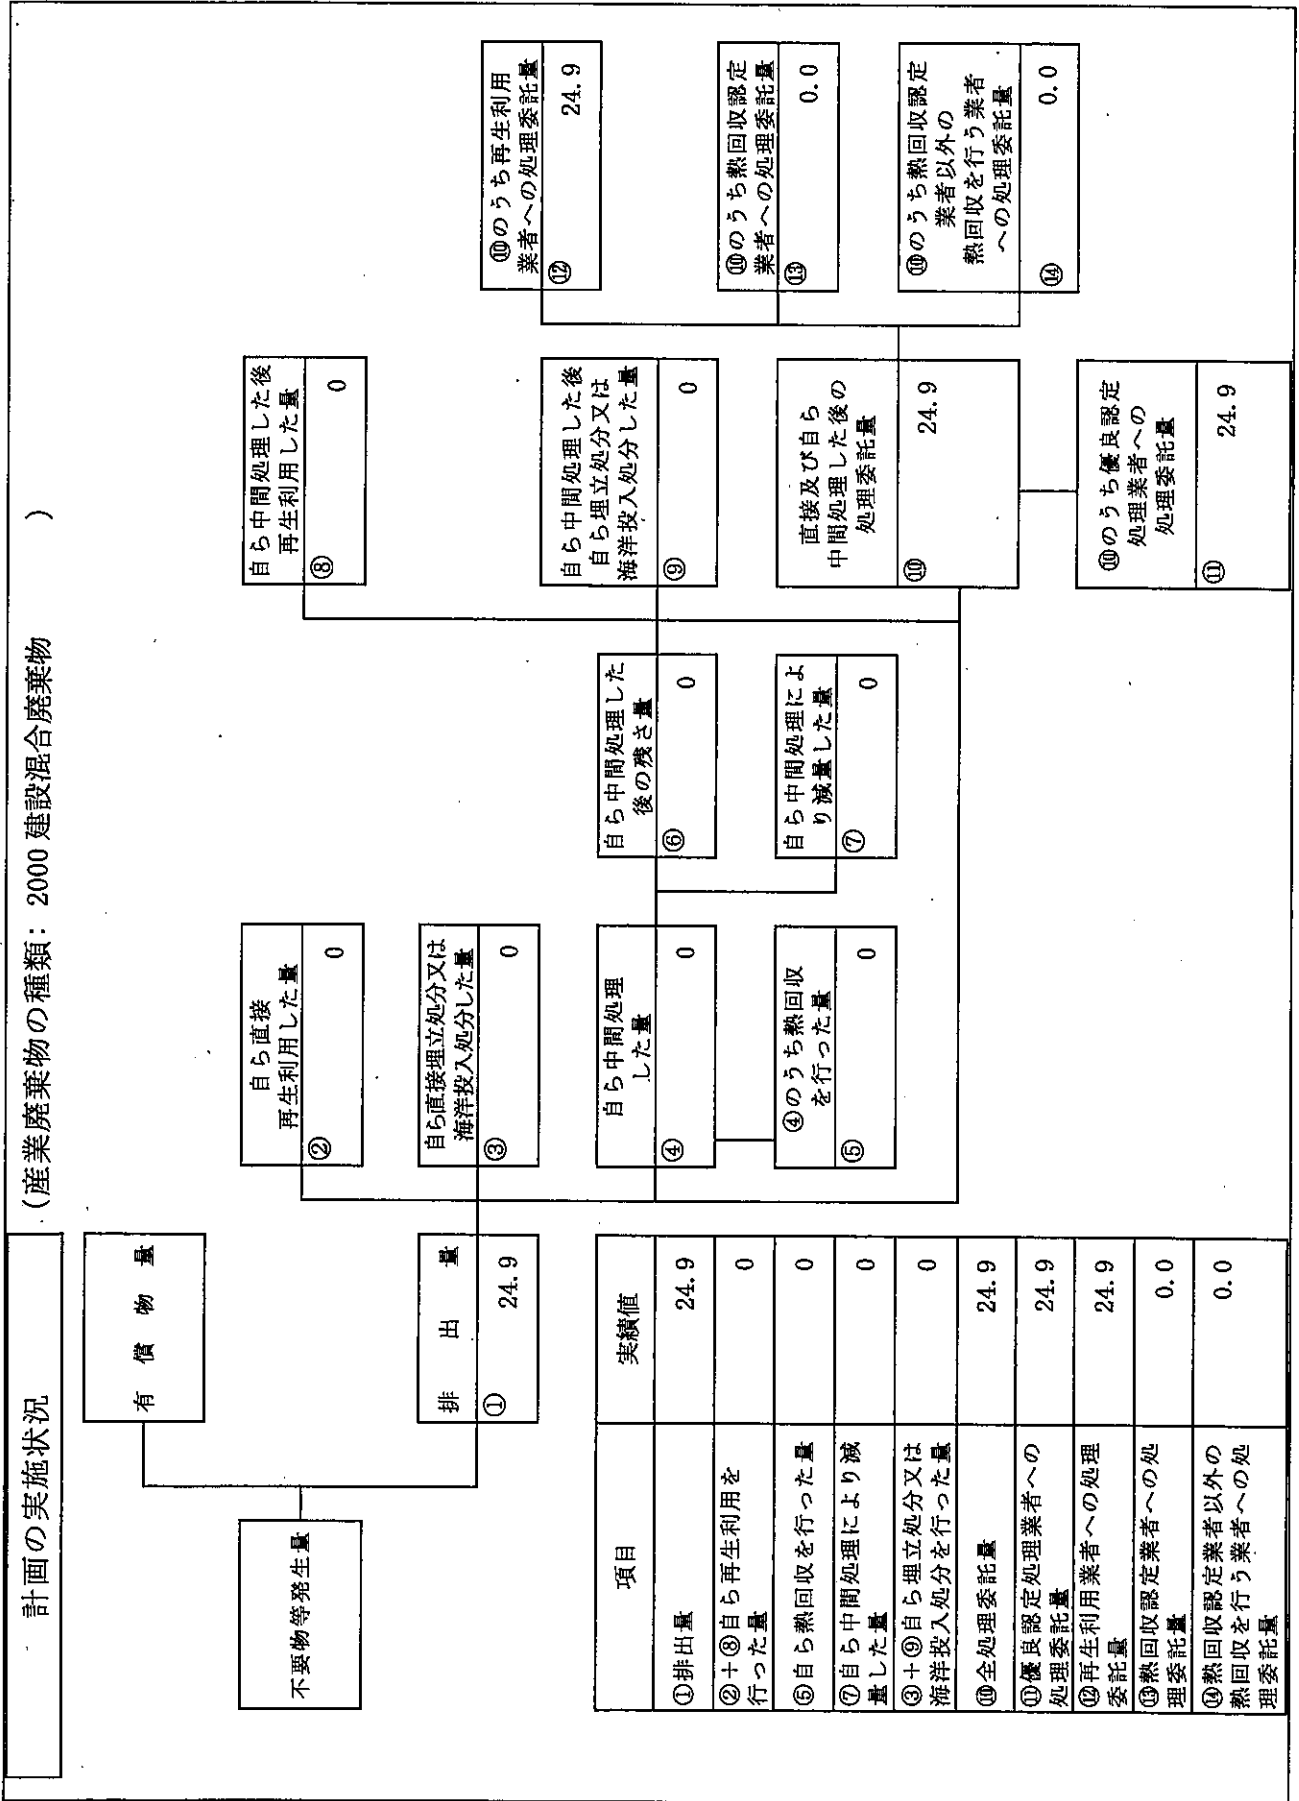 計画の実施状況
(産業廃棄物の種類: 2000 建設混合廃棄物 )
不要物等発生量
有償物量
排出量
① 24.9
自ら直接
再生利用した量
② 0
自ら直接埋立処分又は
海洋投入処分した量
③ 0
自ら中間処理
した量
④ 0
④のうち熱回収
を行った量
⑤ 0
自ら中間処理した
後の残さ量
⑥ 0
自ら中間処理によ
り減量した量
⑦ 0
自ら中間処理した後
再生利用した量
⑧ 0
自ら中間処理した後
自ら埋立処分又は
海洋投入処分した量
⑨ 0
直接及び自ら
中間処理した後の
処理委託量
⑩ 24.9
⑩のうち優良認定
処理業者への
処理委託量
⑪ 24.9
⑩のうち再生利用
業者への処理委託量
⑫ 24.9
⑩のうち熱回収認定
業者への処理委託量
⑬ 0.0
⑩のうち熱回収認定
業者以外の
熱回収を行う業者
への処理委託量
⑭ 0.0
項目 実績値
①排出量 24.9
②+⑧自ら再生利用を
行った量 0
⑤自ら熱回収を行った量 0
⑦自ら中間処理により減
量した量 0
③+⑨自ら埋立処分又は
海洋投入処分を行った量 0
⑩全処理委託量 24.9
⑪優良認定処理業者への
処理委託量 24.9
⑫再生利用業者への処理
委託量 24.9
⑬熱回収認定業者への処
理委託量 0.0
⑭熱回収認定業者以外の
熱回収を行う業者への処
理委託量 0.0